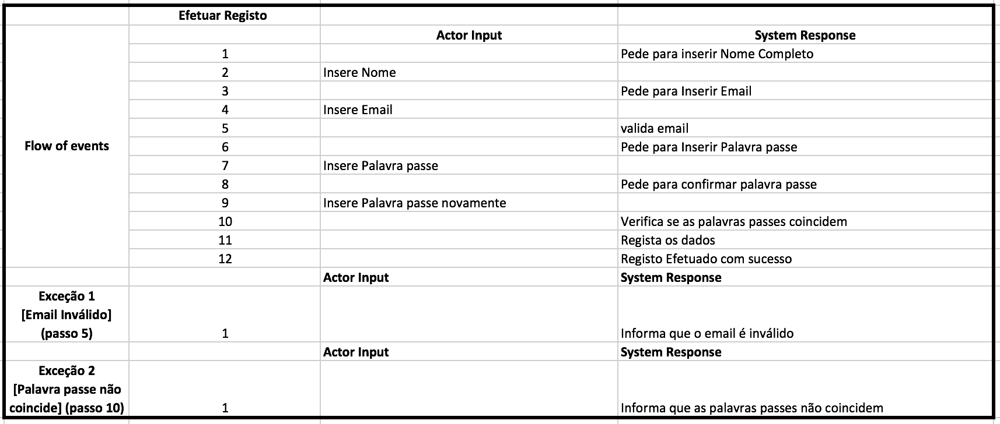 Efetuar Registo
Actor Input System Response
1 Pede para inserir Nome Completo
2 Insere Nome
3 Pede para Inserir Email
4 Insere Email
5 valida email
Flow of events 6 Pede para Inserir Palavra passe
7 Insere Palavra passe
8 Pede para confirmar palavra passe
9 Insere Palavra passe novamente
10 Verifica se as palavras passes coincidem
11 Regista os dados
12 Registo Efetuado com sucesso
Actor Input System Response
Exceção 1
[Email Inválido]
(passo 5) 1 Informa que o email é inválido
Actor Input System Response
Exceção 2
[Palavra passe não
coincide] (passo 10) 1 Informa que as palavras passes não coincidem